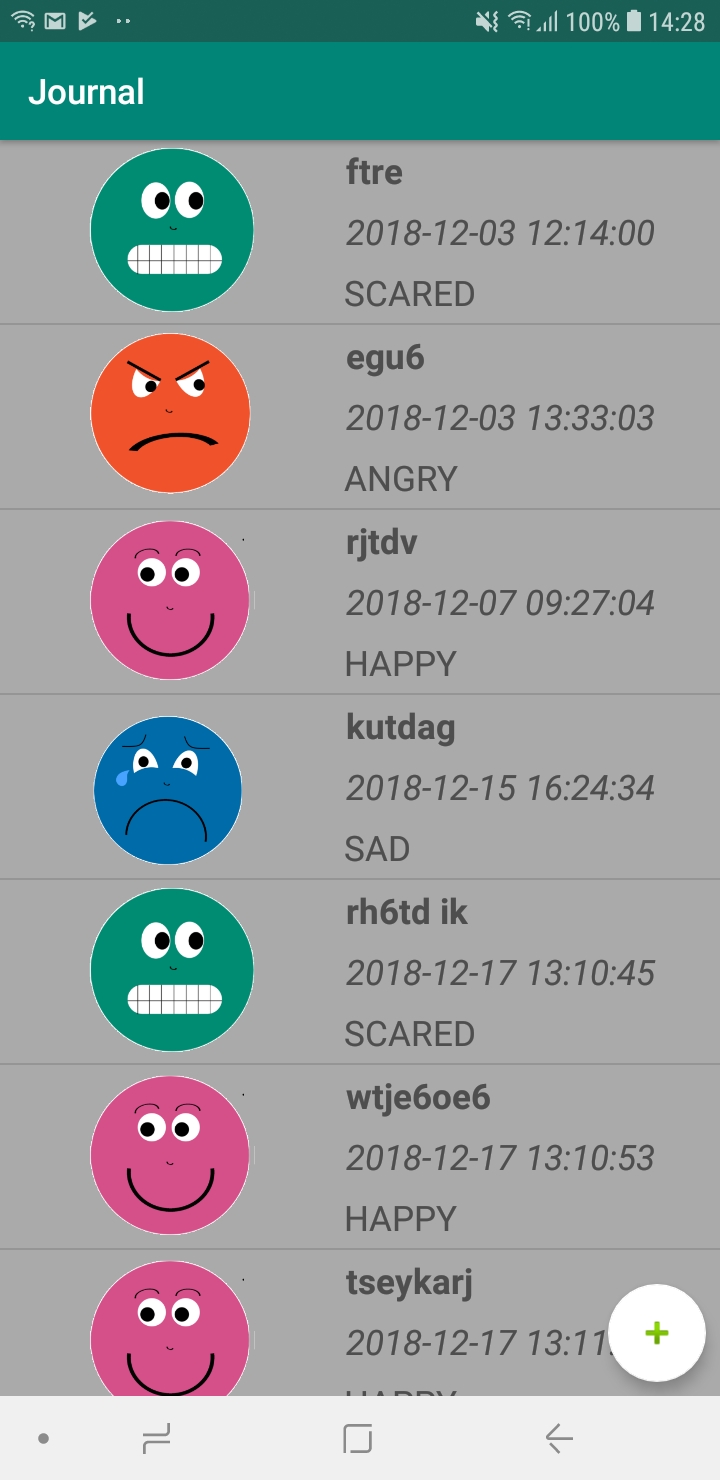 100% 14:28
Journal
ftre
2018-12-03 12:14:00
SCARED
egu6
2018-12-03 13:33:03
ANGRY
rjtdv
2018-12-07 09:27:04
HAPPY
kutdag
2018-12-15 16:24:34
SAD
rh6td ik
2018-12-17 13:10:45
SCARED
wtje6oe6
2018-12-17 13:10:53
HAPPY
tseykarj
2018-12-17 13:11
HAPPY